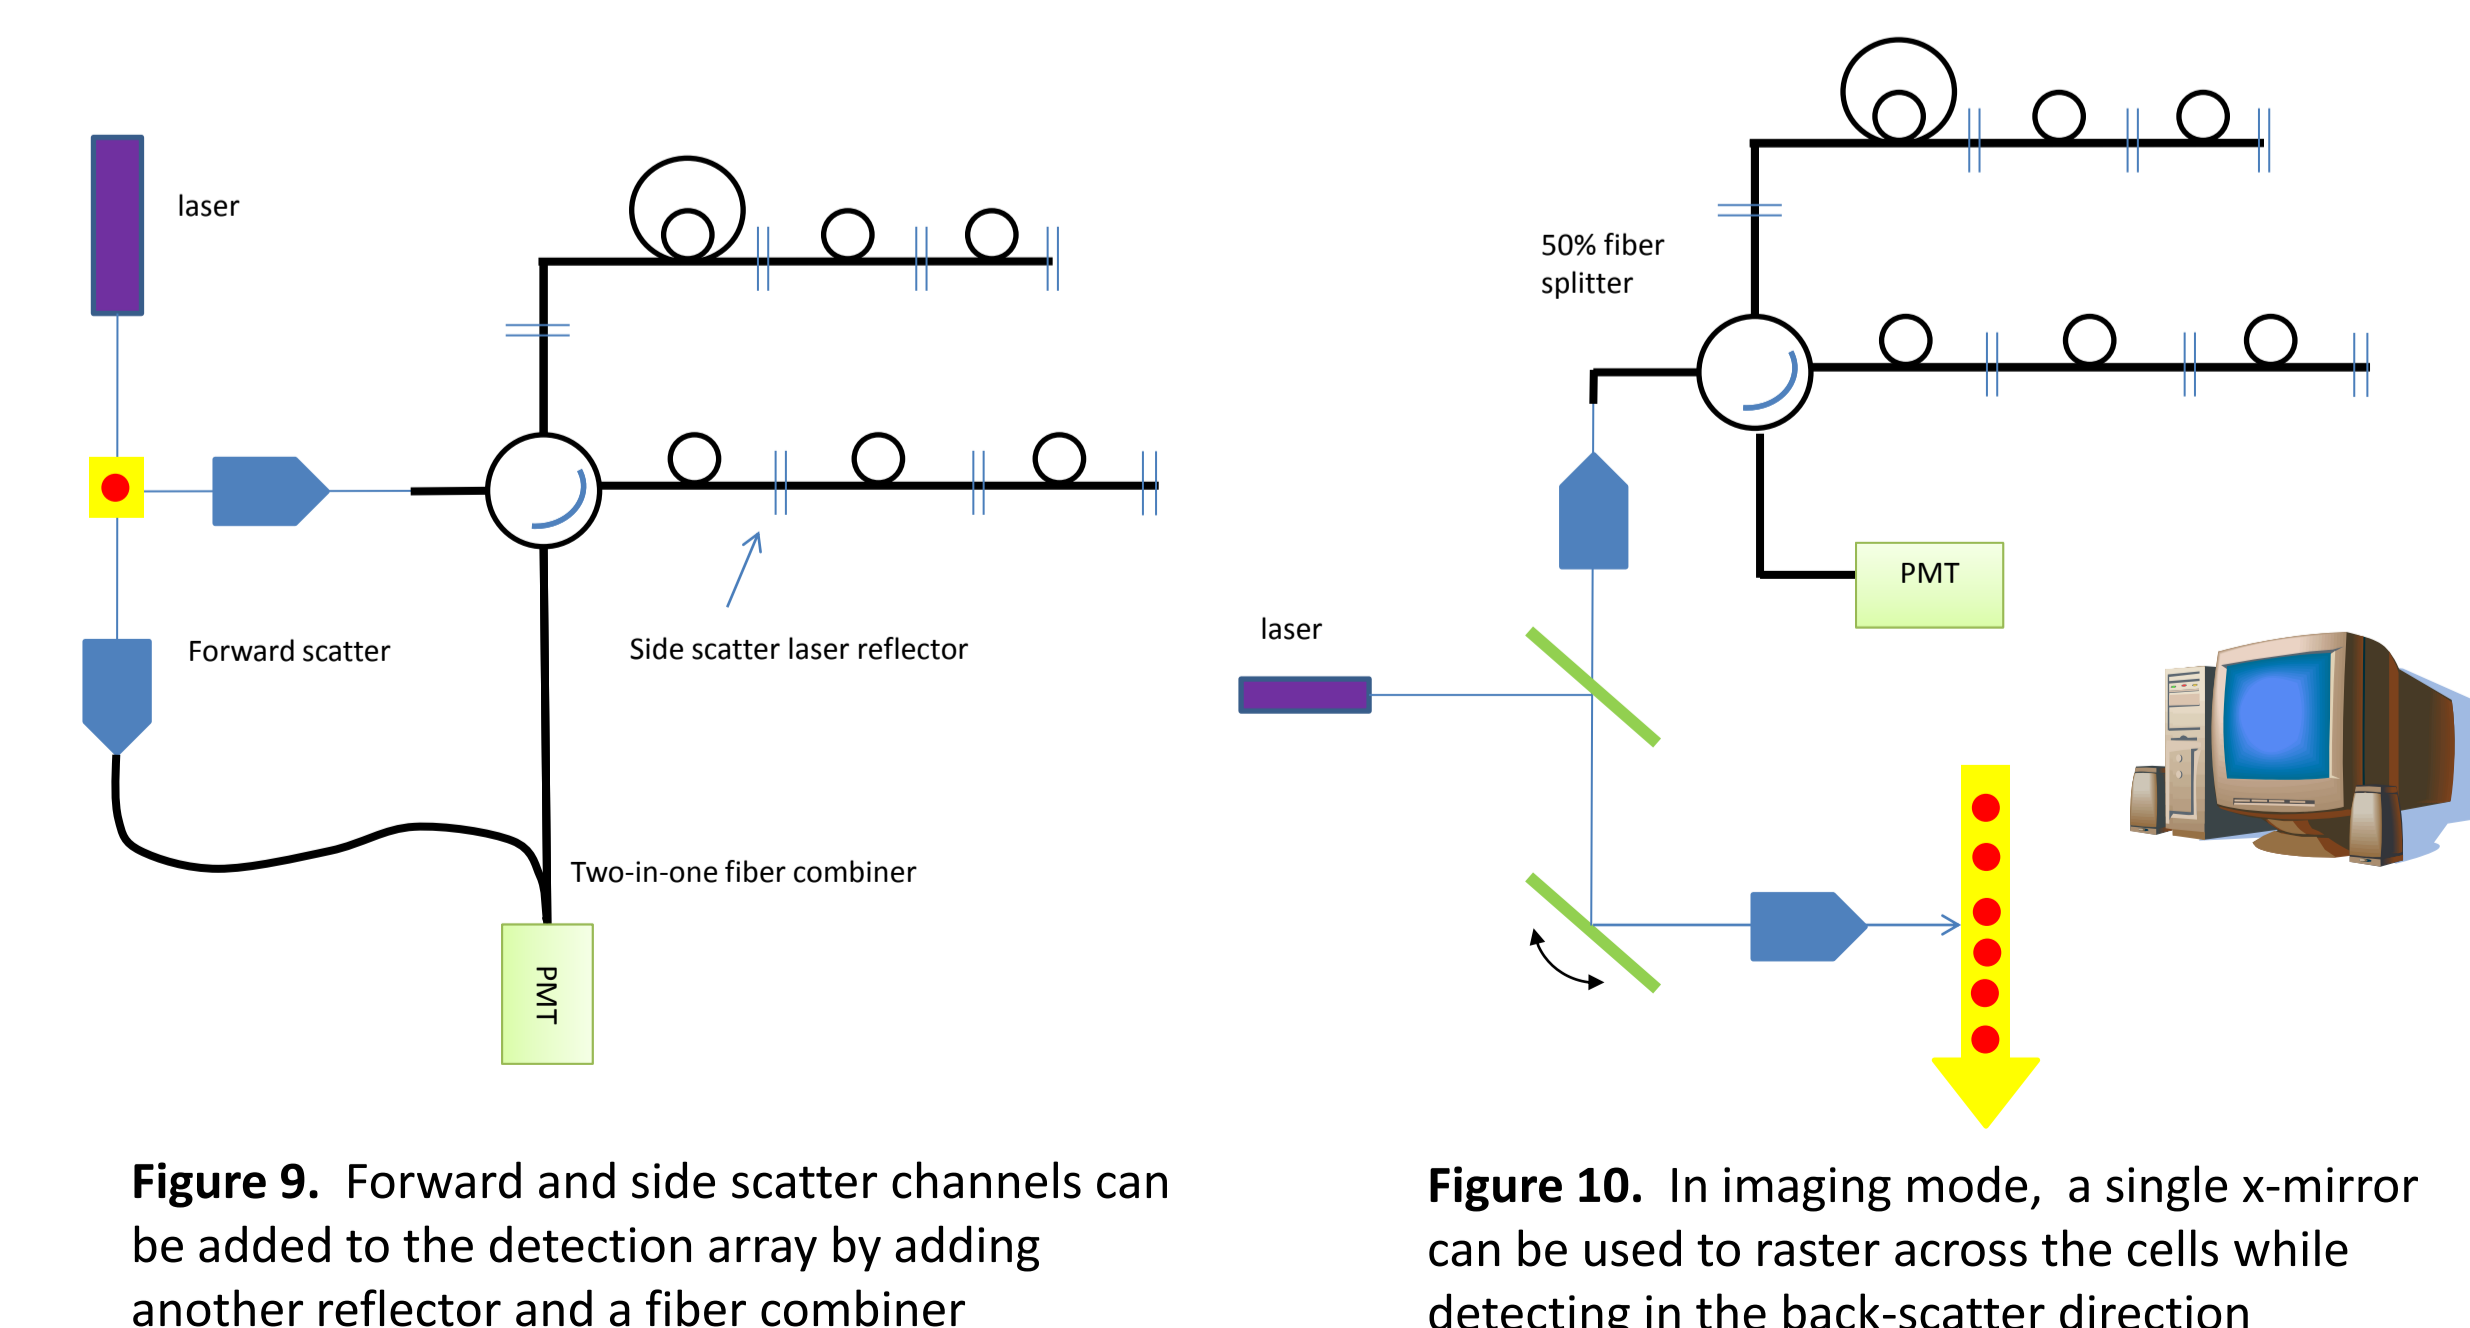 laser
Forward scatter
Side scatter laser reflector
Two-in-one fiber combiner
PMT
Figure 9. Forward and side scatter channels can
be added to the detection array by adding
another reflector and a fiber combiner
50% fiber
splitter
PMT
laser
Figure 10. In imaging mode, a single x-mirror
can be used to raster across the cells while
detecting in the back-scatter direction